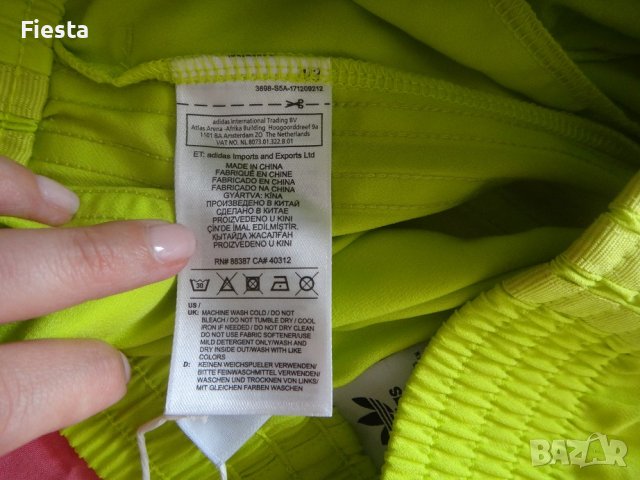 Fiesta
3698-S5A-171209212
adidas International Trading BV
Atlas Arena -Afrika Building Hoogoorddreef 9a
1101 BA Amsterdam ZO The Netherlands
VAT NO. NL 8073.01.322.B.01
ET: adidas Imports and Exports Ltd
MADE IN CHINA
FABRIQUÉ EN CHINE
FABRICADO EN CHINA
FABRICADO NA CHINA
GYÁRTVA: KÍNA
ПРОИЗВЕДЕНО В КИТАЙ
СДЕЛАНО В КИТАЕ
PROIZVEDENO U KINI
ÇİN'DE İMAL EDİLMİŞTİR,
ҚЫТАЙДА ЖАСАЛҒАН
PROIZVEDENO U KINI
RN# 88387 CA# 40312
30
US /
UK: MACHINE WASH COLD / DO NOT
BLEACH / DO NOT TUMBLE DRY / COOL
IRON IF NEEDED / DO NOT DRY CLEAN
DO NOT USE FABRIC SOFTENER/USE
MILD DETERGENT ONLY/WASH AND
TURN INSIDE OUT/WASH WITH LIKE
COLORS
D: KEINEN WEICHSPUELER VERWENDEN/
BITTE FEINWASCHMITTEL VERWENDEN/
WASCHEN UND TROCKNEN VON LINKS/
MIT GLEICHEN FARBEN WASCHEN
BAZAR